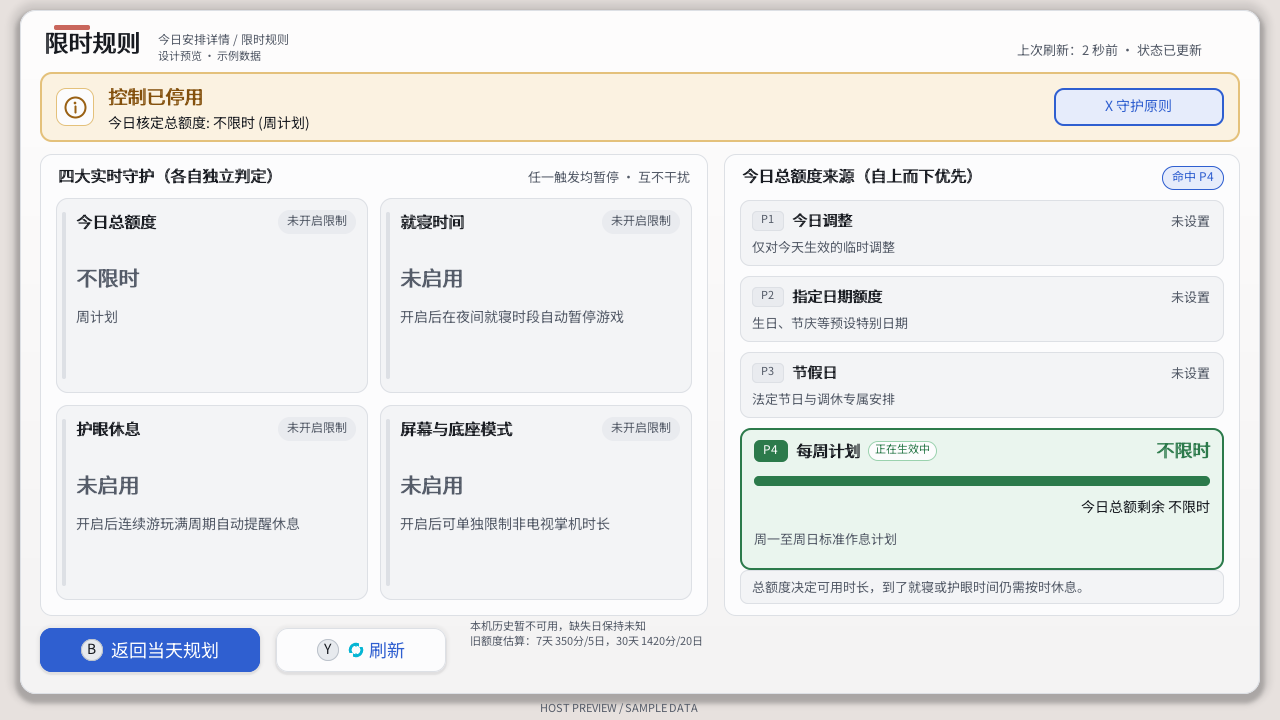 限时规则
今日安排详情 / 限时规则
设计预览 · 示例数据
上次刷新：2 秒前 · 状态已更新
控制已停用
今日核定总额度: 不限时 (周计划)
X 守护原则
四大实时守护（各自独立判定）
任一触发均暂停 · 互不干扰
今日总额度
未开启限制
不限时
周计划
就寝时间
未开启限制
未启用
开启后在夜间就寝时段自动暂停游戏
护眼休息
未开启限制
未启用
开启后连续游玩满周期自动提醒休息
屏幕与底座模式
未开启限制
未启用
开启后可单独限制非电视掌机时长
今日总额度来源（自上而下优先）
命中 P4
P1 今日调整
未设置
仅对今天生效的临时调整
P2 指定日期额度
未设置
生日、节庆等预设特别日期
P3 节假日
未设置
法定节日与调休专属安排
P4 每周计划 正在生效中
不限时
今日总额剩余 不限时
周一至周日标准作息计划
总额度决定可用时长，到了就寝或护眼时间仍需按时休息。
B 返回当天规划
Y 刷新
本机历史暂不可用，缺失日保持未知
旧额度估算：7天 350分/5日，30天 1420分/20日
HOST PREVIEW / SAMPLE DATA